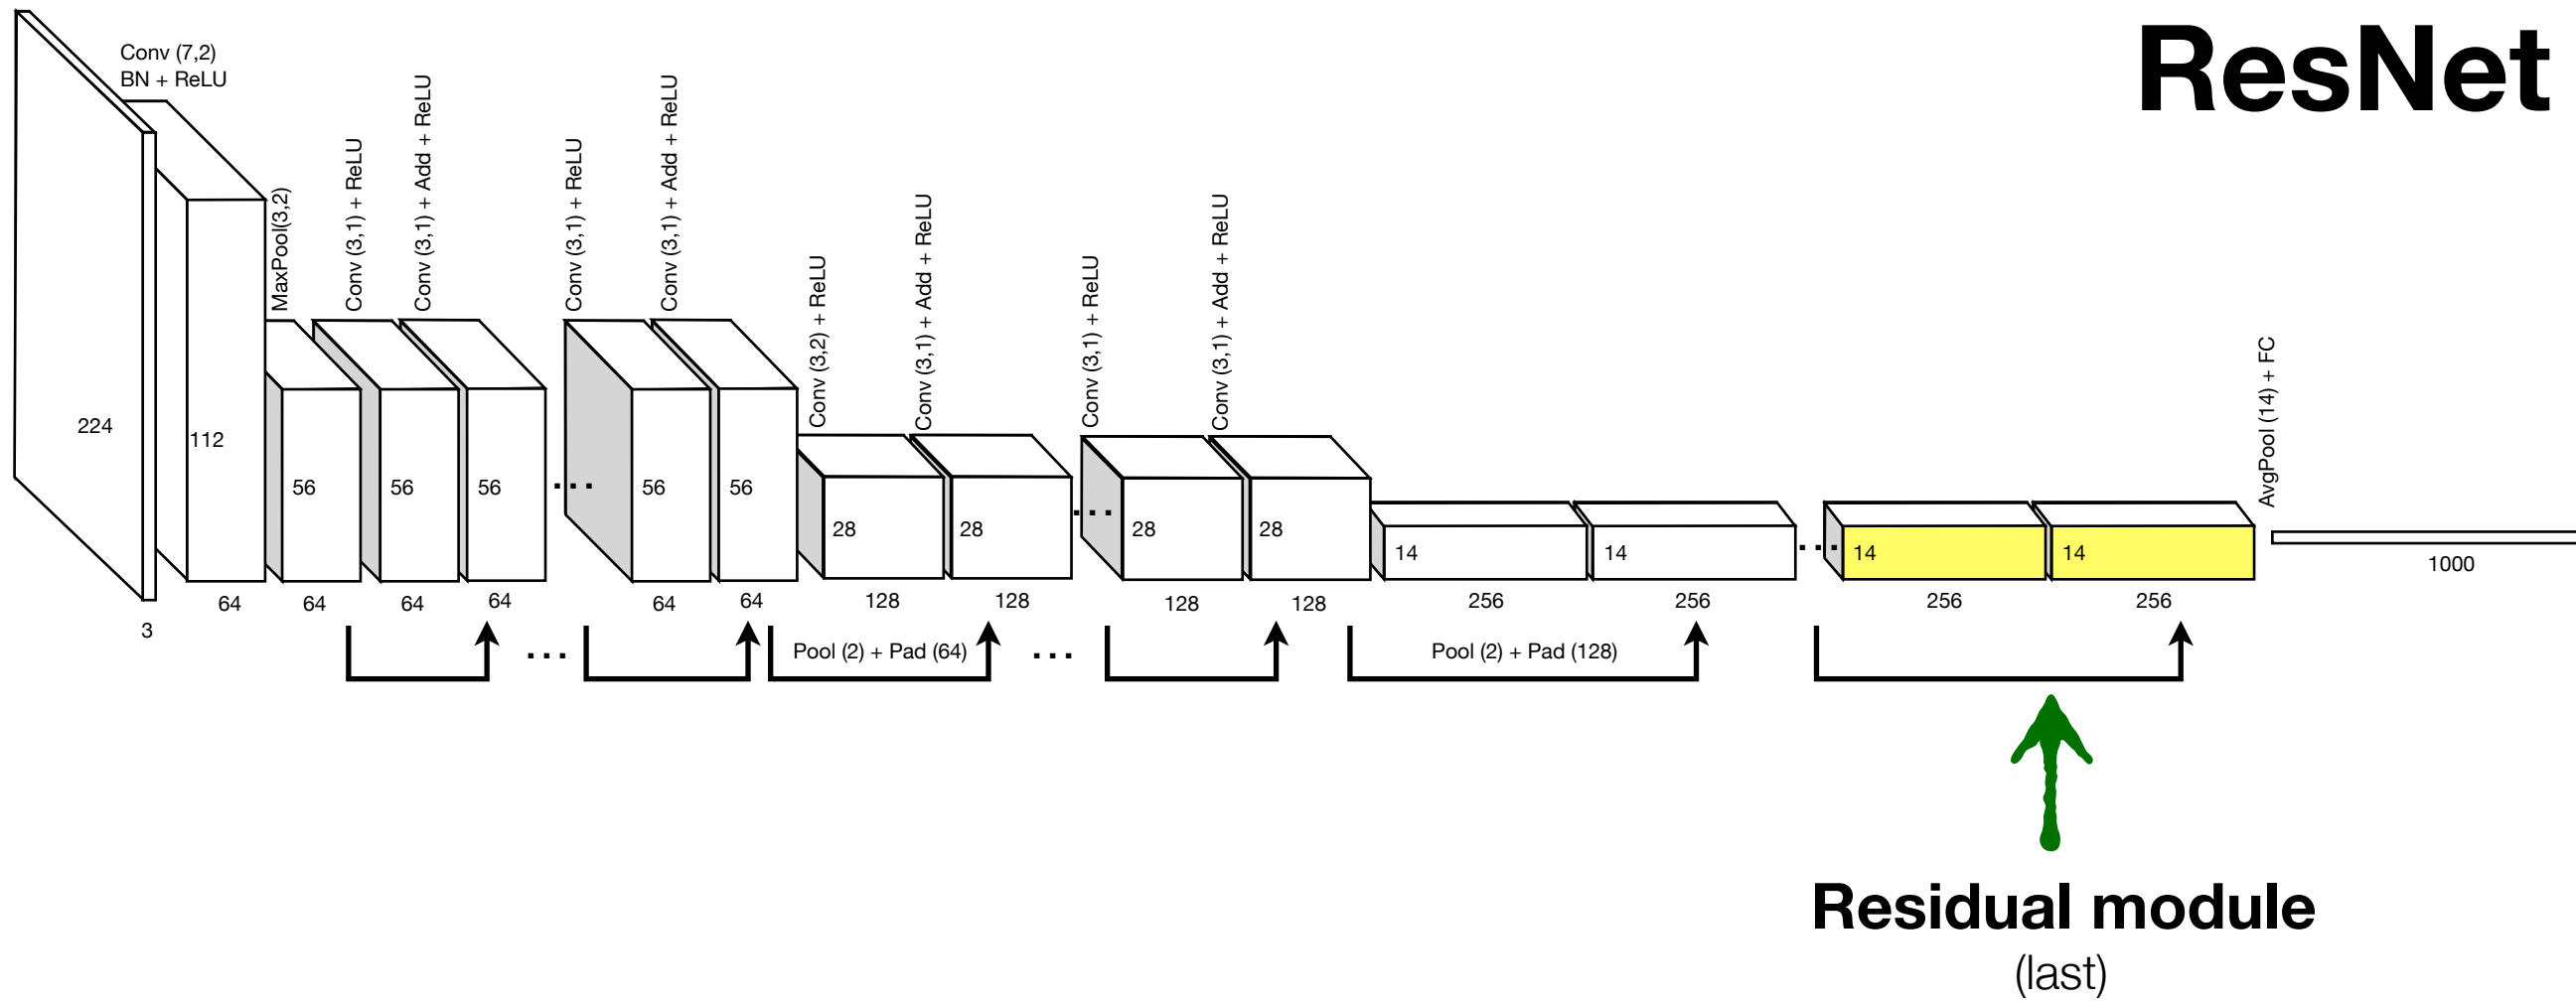 ResNet
Conv (7,2)
BN + ReLU
MaxPool(3,2)
Conv (3,1) + ReLU
Conv (3,1) + Add + ReLU
Conv (3,1) + ReLU
Conv (3,1) + Add + ReLU
Conv (3,2) + ReLU
Conv (3,1) + Add + ReLU
Conv (3,1) + ReLU
Conv (3,1) + Add + ReLU
AvgPool (14) + FC
224
112
56
56
56
...
56
56
28
28
...
28
28
14
14
...
14
14
3
64
64
64
64
64
64
128
128
128
128
256
256
256
256
1000
...
Pool (2) + Pad (64)
...
Pool (2) + Pad (128)
Residual module
(last)